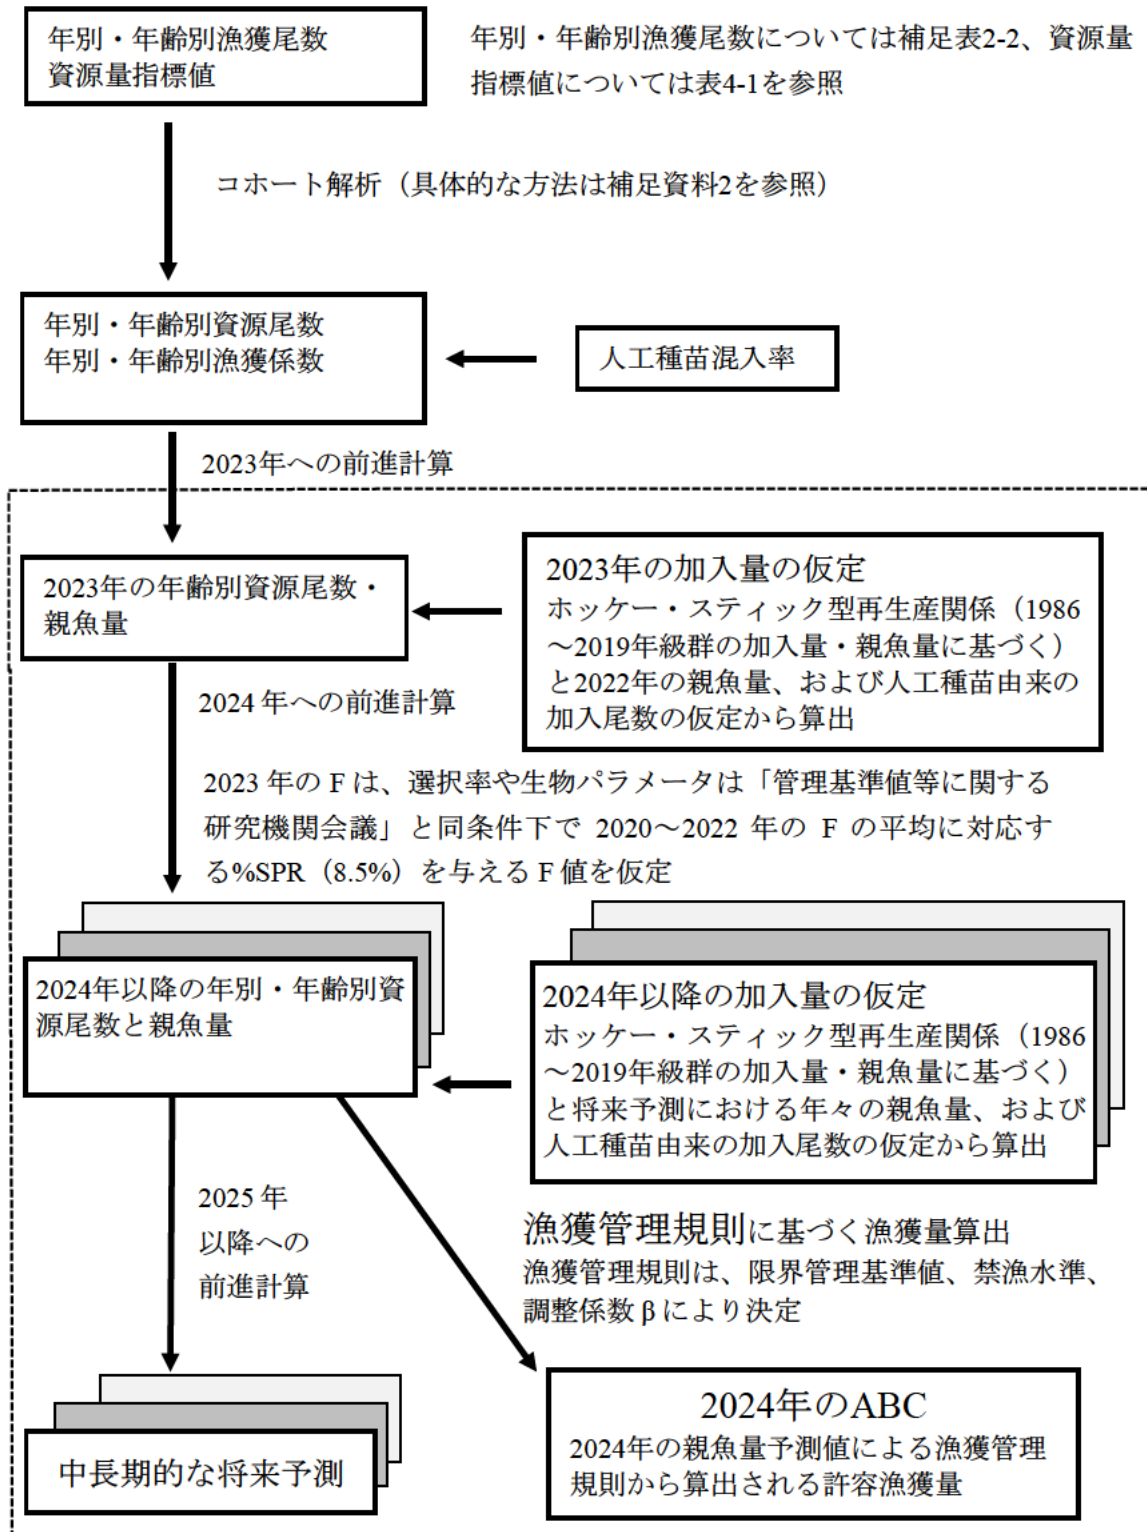 年別・年齢別漁獲尾数
資源量指標値
年別・年齢別漁獲尾数については補足表2-2、資源量
指標値については表4-1を参照
コホート解析（具体的な方法は補足資料2を参照）
年別・年齢別資源尾数
年別・年齢別漁獲係数
人工種苗混入率
2023年への前進計算
2023年の年齢別資源尾数・
親魚量
2023年の加入量の仮定
ホッケー・スティック型再生産関係（1986
～2019年級群の加入量・親魚量に基づく）
と2022年の親魚量、および人工種苗由来の
加入尾数の仮定から算出
2024 年への前進計算
2023 年の F は、選択率や生物パラメータは「管理基準値等に関する
研究機関会議」と同条件下で 2020～2022 年の F の平均に対応す
る%SPR（8.5%）を与える F 値を仮定
2024年以降の年別・年齢別資
源尾数と親魚量
2024年以降の加入量の仮定
ホッケー・スティック型再生産関係（1986
～2019年級群の加入量・親魚量に基づく）
と将来予測における年々の親魚量、および
人工種苗由来の加入尾数の仮定から算出
2025 年
以降への
前進計算
漁獲管理規則に基づく漁獲量算出
漁獲管理規則は、限界管理基準値、禁漁水準、
調整係数 β により決定
中長期的な将来予測
2024年のABC
2024年の親魚量予測値による漁獲管理
規則から算出される許容漁獲量